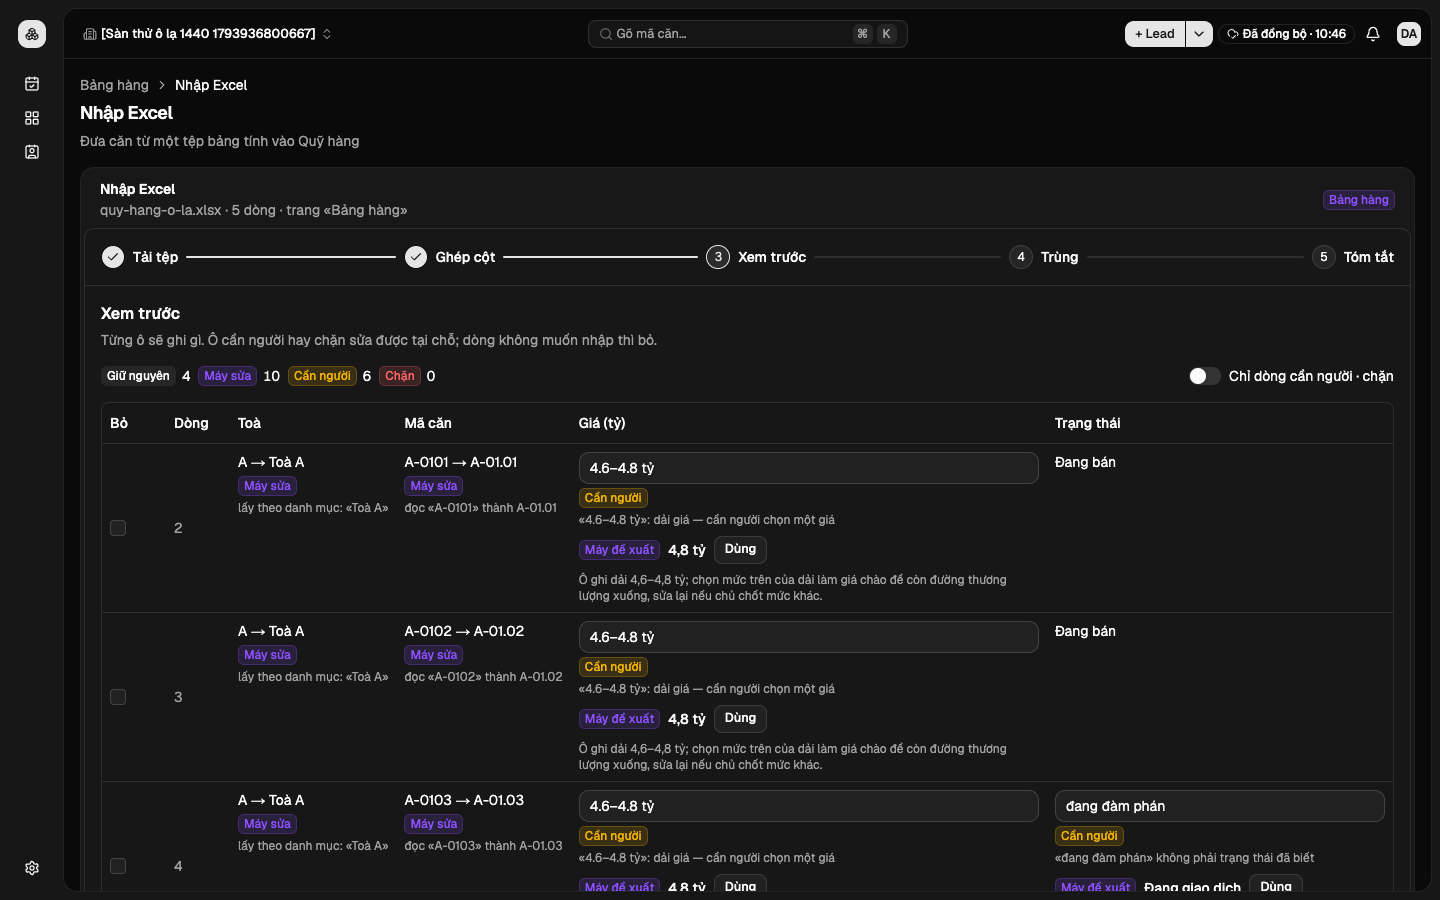 [Sàn thử ô lạ 1440 1793936800667]
Gõ mã căn...
⌘ K
+ Lead
Đã đồng bộ · 10:46
DA
Bảng hàng > Nhập Excel
Nhập Excel
Đưa căn từ một tệp bảng tính vào Quỹ hàng
Nhập Excel
quy-hang-o-la.xlsx · 5 dòng · trang «Bảng hàng»
Bảng hàng
Tải tệp
Ghép cột
3 Xem trước
4 Trùng
5 Tóm tắt
Xem trước
Từng ô sẽ ghi gì. Ô cần người hay chặn sửa được tại chỗ; dòng không muốn nhập thì bỏ.
Giữ nguyên 4 Máy sửa 10 Cần người 6 Chặn 0
Chỉ dòng cần người · chặn
Bỏ Dòng Toà Mã căn Giá (tỷ) Trạng thái
2
A → Toà A
Máy sửa
lấy theo danh mục: «Toà A»
A-0101 → A-01.01
Máy sửa
đọc «A-0101» thành A-01.01
4.6–4.8 tỷ
Cần người
«4.6–4.8 tỷ»: dải giá — cần người chọn một giá
Máy đề xuất 4,8 tỷ Dùng
Ô ghi dải 4,6–4,8 tỷ; chọn mức trên của dải làm giá chào để còn đường thương
lượng xuống, sửa lại nếu chủ chốt mức khác.
Đang bán
3
A → Toà A
Máy sửa
lấy theo danh mục: «Toà A»
A-0102 → A-01.02
Máy sửa
đọc «A-0102» thành A-01.02
4.6–4.8 tỷ
Cần người
«4.6–4.8 tỷ»: dải giá — cần người chọn một giá
Máy đề xuất 4,8 tỷ Dùng
Ô ghi dải 4,6–4,8 tỷ; chọn mức trên của dải làm giá chào để còn đường thương
lượng xuống, sửa lại nếu chủ chốt mức khác.
Đang bán
4
A → Toà A
Máy sửa
lấy theo danh mục: «Toà A»
A-0103 → A-01.03
Máy sửa
đọc «A-0103» thành A-01.03
4.6–4.8 tỷ
Cần người
«4.6–4.8 tỷ»: dải giá — cần người chọn một giá
Máy đề xuất 4,8 tỷ Dùng
đang đàm phán
Cần người
«đang đàm phán» không phải trạng thái đã biết
Máy đề xuất Đang giao dịch Dùng